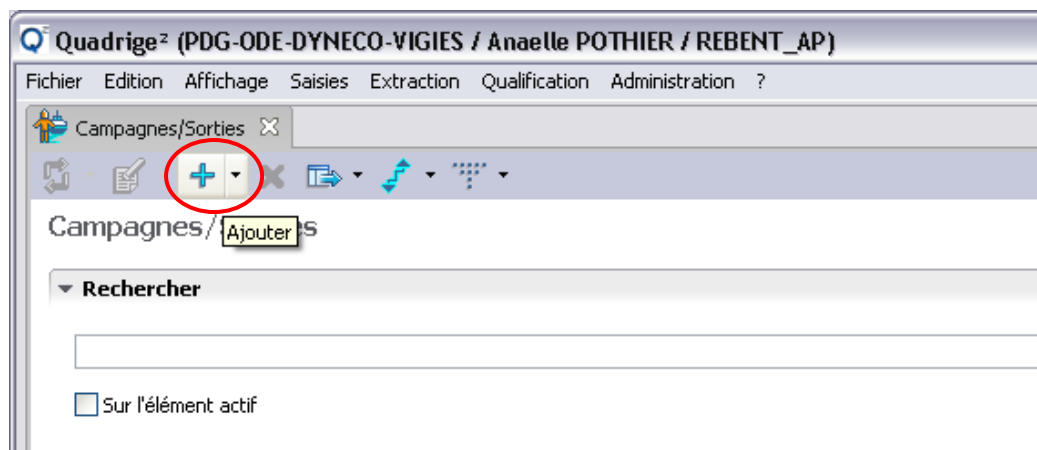 Quadrige² (PDG-ODE-DYNECO-VIGIES / Anaelle POTHIER / REBENT_AP)
Fichier Edition Affichage Saisies Extraction Qualification Administration ?
Campagnes/Sorties
Campagnes/ es
Ajouter
Rechercher
Sur l'élément actif